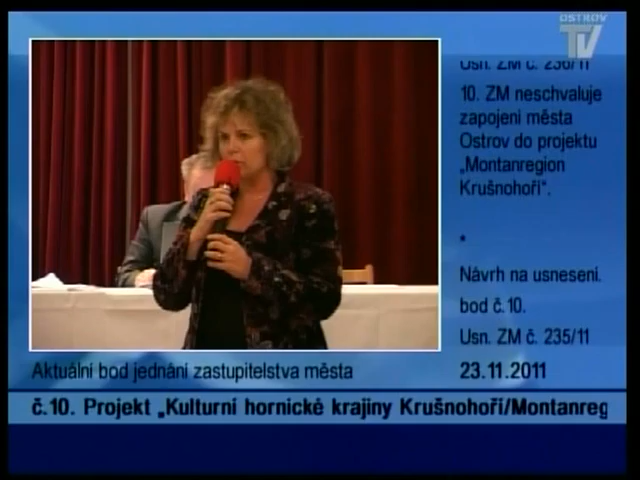 OSTROV
TV
Usn. ZM č. 236/11
10. ZM neschvaluje
zapojení města
Ostrov do projektu
„Montanregion
Krušnohoří“.
*
Návrh na usnesení.
bod č.10.
Usn. ZM č. 235/11
Aktuální bod jednání zastupitelstva města
23.11.2011
č.10. Projekt „Kulturní hornické krajiny Krušnohoří/Montanreg